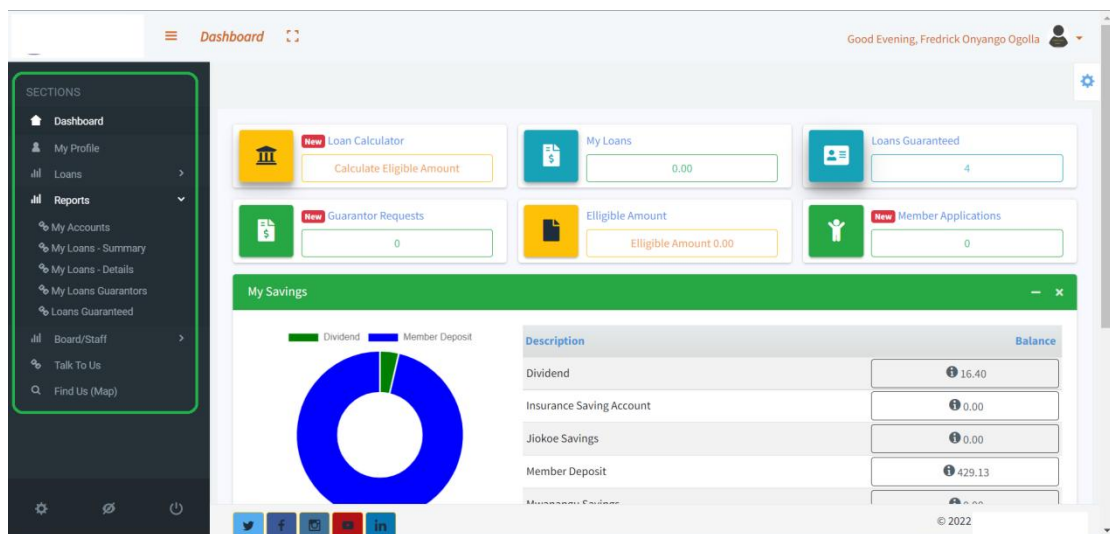 Dashboard
Good Evening, Fredrick Onyango Ogolla
SECTIONS
Dashboard
My Profile
Loans
Reports
My Accounts
My Loans - Summary
My Loans - Details
My Loans Guarantors
Loans Guaranteed
Board/Staff
Talk To Us
Find Us (Map)
New Loan Calculator
Calculate Eligible Amount
My Loans
0.00
Loans Guaranteed
4
New Guarantor Requests
0
Elligible Amount
Elligible Amount 0.00
New Member Applications
0
My Savings
Dividend Member Deposit
Description Balance
Dividend 16.40
Insurance Saving Account 0.00
Jiokoe Savings 0.00
Member Deposit 429.13
© 2022